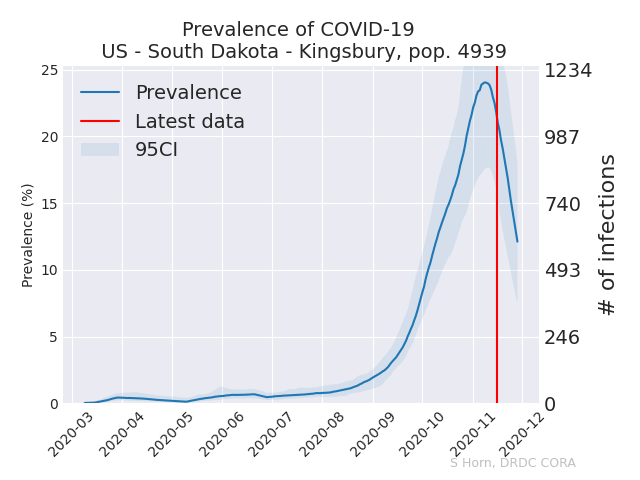 Prevalence of COVID-19
US - South Dakota - Kingsbury, pop. 4939
Prevalence
Latest data
95CI
Prevalence (%)
25
20
15
10
5
0
1234
987
740
493
246
0
# of infections
2020-03
2020-04
2020-05
2020-06
2020-07
2020-08
2020-09
2020-10
2020-11
2020-12
S Horn, DRDC CORA